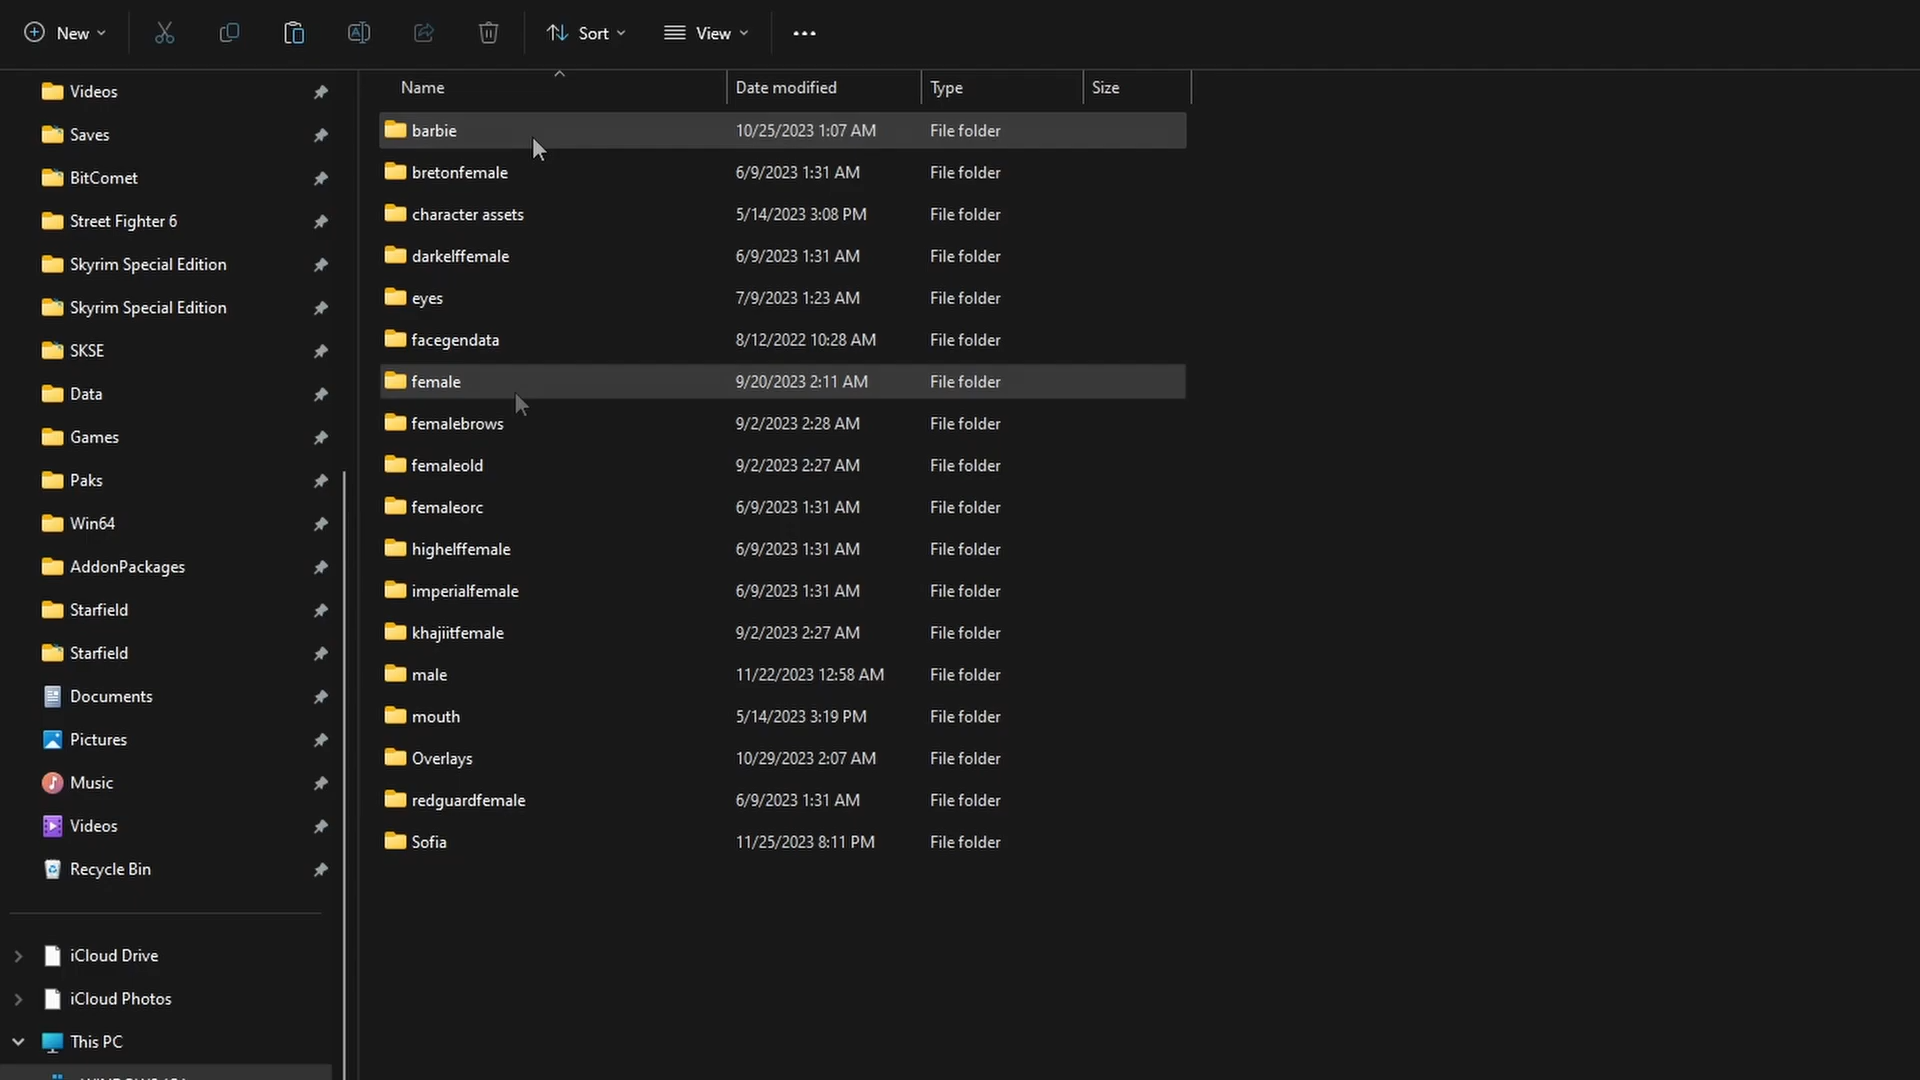 New Sort View
Name Date modified Type Size
Videos
Saves
BitComet
Street Fighter 6
Skyrim Special Edition
Skyrim Special Edition
SKSE
Data
Games
Paks
Win64
AddonPackages
Starfield
Starfield
Documents
Pictures
Music
Videos
Recycle Bin
iCloud Drive
iCloud Photos
This PC
barbie 10/25/2023 1:07 AM File folder
bretonfemale 6/9/2023 1:31 AM File folder
character assets 5/14/2023 3:08 PM File folder
darkelffemale 6/9/2023 1:31 AM File folder
eyes 7/9/2023 1:23 AM File folder
facegendata 8/12/2022 10:28 AM File folder
female 9/20/2023 2:11 AM File folder
femalebrows 9/2/2023 2:28 AM File folder
femaleold 9/2/2023 2:27 AM File folder
femaleorc 6/9/2023 1:31 AM File folder
highelffemale 6/9/2023 1:31 AM File folder
imperialfemale 6/9/2023 1:31 AM File folder
khajiitfemale 9/2/2023 2:27 AM File folder
male 11/22/2023 12:58 AM File folder
mouth 5/14/2023 3:19 PM File folder
Overlays 10/29/2023 2:07 AM File folder
redguardfemale 6/9/2023 1:31 AM File folder
Sofia 11/25/2023 8:11 PM File folder